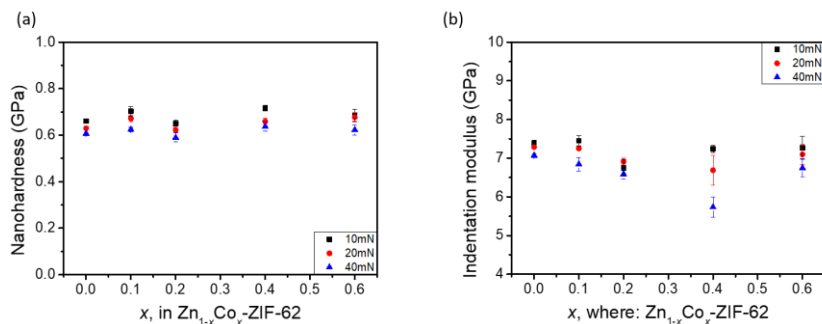 (a)
1.0
0.8
0.6
0.4
0.2
0.0
Nanohardness (GPa)
10mN
20mN
40mN
0.0 0.1 0.2 0.3 0.4 0.5 0.6
x, in Zn₁₋ₓCoₓ-ZIF-62
(b)
10
9
8
7
6
5
4
Indentation modulus (GPa)
10mN
20mN
40mN
0.0 0.1 0.2 0.3 0.4 0.5 0.6
x, where: Zn₁₋ₓCoₓ-ZIF-62